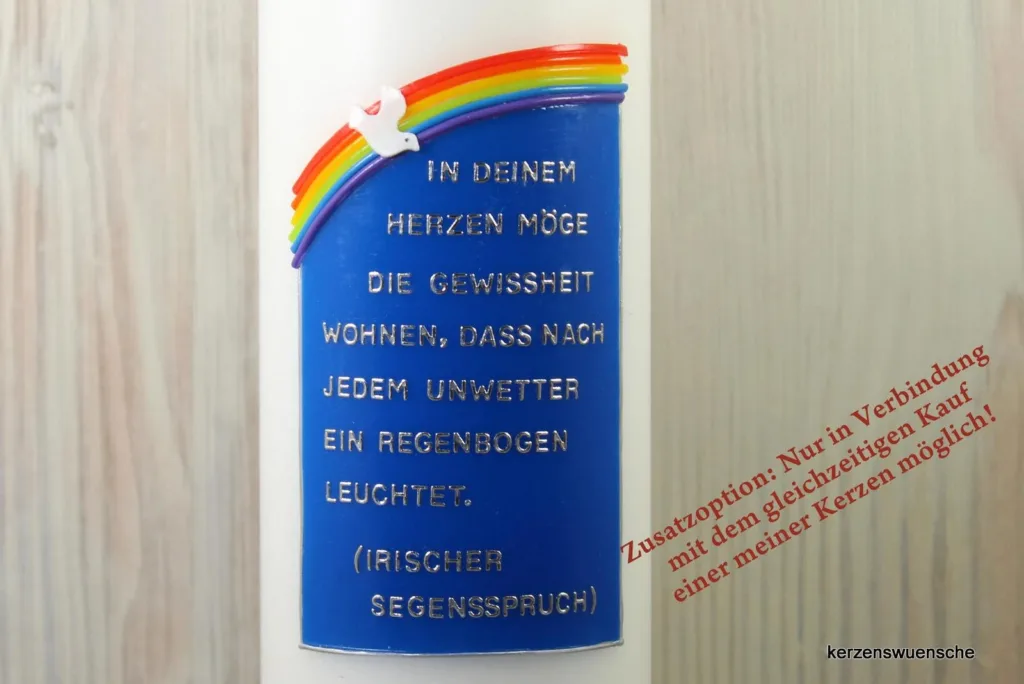 IN DEINEM
HERZEN MÖGE
DIE GEWISSHEIT
WOHNEN, DASS NACH
JEDEM UNWETTER
EIN REGENBOGEN
LEUCHTET.
(IRISCHER
SEGENSSPRUCH)
Zusatzoption: Nur in Verbindung
mit dem gleichzeitigen Kauf
einer meiner Kerzen möglich!
kerzenswuensche